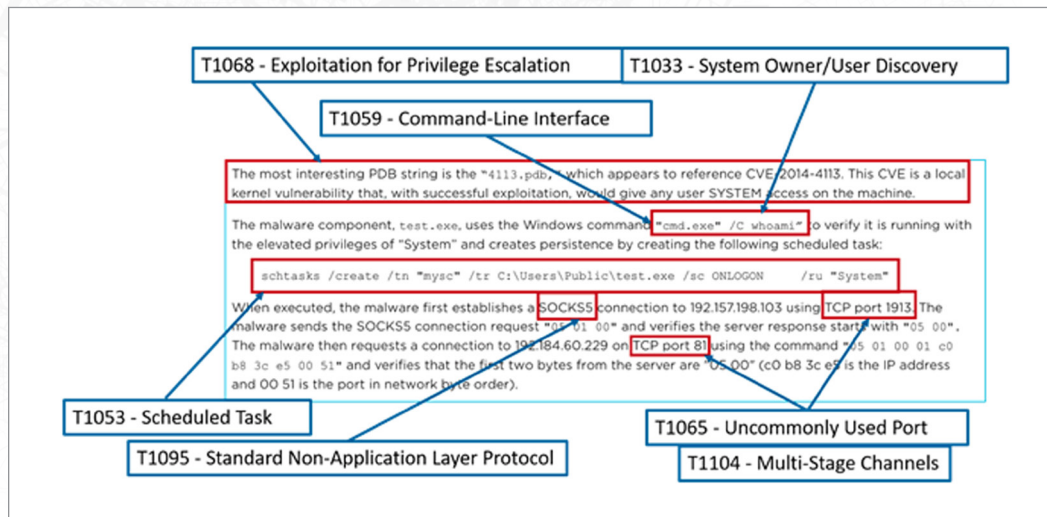 T1068 - Exploitation for Privilege Escalation
T1033 - System Owner/User Discovery
T1059 - Command-Line Interface
The most interesting PDB string is the "4113.pdb," which appears to reference CVE-2014-4113. This CVE is a local
kernel vulnerability that, with successful exploitation, would give any user SYSTEM access on the machine.
The malware component, test.exe, uses the Windows command "cmd.exe" /C whoami" to verify it is running with
the elevated privileges of "System" and creates persistence by creating the following scheduled task:
schtasks /create /tn "mysc" /tr C:\Users\Public\test.exe /sc ONLOGON /ru "System"
When executed, the malware first establishes a SOCKS5 connection to 192.157.198.103 using TCP port 1913. The
malware sends the SOCKS5 connection request "05 01 00" and verifies the server response starts with "05 00".
The malware then requests a connection to 192.184.60.229 on TCP port 81 using the command "05 01 00 01 c0
b8 3c e5 00 51" and verifies that the first two bytes from the server are "05 00" (c0 b8 3c e5 is the IP address
and 00 51 is the port in network byte order).
T1053 - Scheduled Task
T1065 - Uncommonly Used Port
T1095 - Standard Non-Application Layer Protocol
T1104 - Multi-Stage Channels